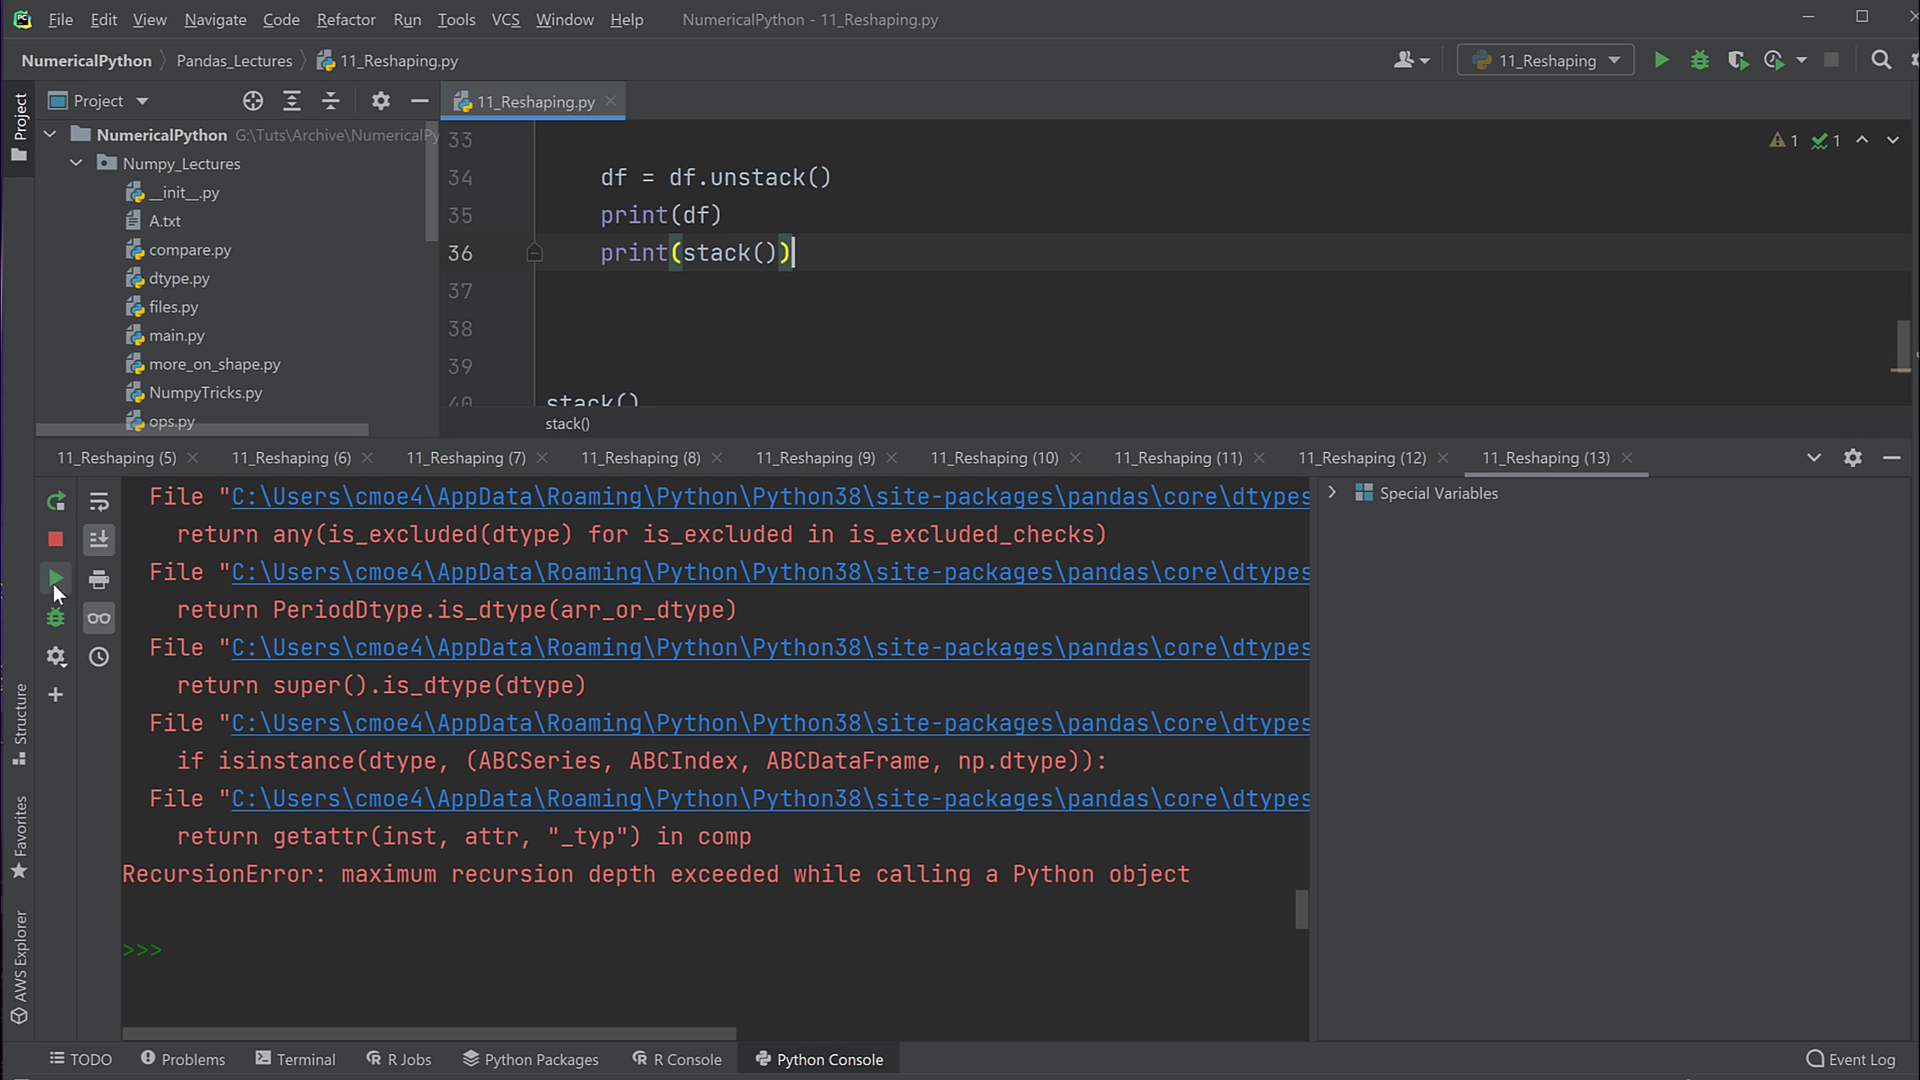 File Edit View Navigate Code Refactor Run Tools VCS Window Help NumericalPython - 11_Reshaping.py
NumericalPython Pandas_Lectures 11_Reshaping.py 11_Reshaping
Project 11_Reshaping.py
Project
NumericalPython G:\Tuts\Archive\NumericalPy
Numpy_Lectures
__init__.py
A.txt
compare.py
dtype.py
files.py
main.py
more_on_shape.py
NumpyTricks.py
ops.py
33
34 df = df.unstack()
35 print(df)
36 print(stack())
37
38
39
40 stack()
stack()
1 1
11_Reshaping (5) 11_Reshaping (6) 11_Reshaping (7) 11_Reshaping (8) 11_Reshaping (9) 11_Reshaping (10) 11_Reshaping (11) 11_Reshaping (12) 11_Reshaping (13)
File "C:\Users\cmoe4\AppData\Roaming\Python\Python38\site-packages\pandas\core\dtypes
return any(is_excluded(dtype) for is_excluded in is_excluded_checks)
File "C:\Users\cmoe4\AppData\Roaming\Python\Python38\site-packages\pandas\core\dtypes
return PeriodDtype.is_dtype(arr_or_dtype)
File "C:\Users\cmoe4\AppData\Roaming\Python\Python38\site-packages\pandas\core\dtypes
return super().is_dtype(dtype)
File "C:\Users\cmoe4\AppData\Roaming\Python\Python38\site-packages\pandas\core\dtypes
if isinstance(dtype, (ABCSeries, ABCIndex, ABCDataFrame, np.dtype)):
File "C:\Users\cmoe4\AppData\Roaming\Python\Python38\site-packages\pandas\core\dtypes
return getattr(inst, attr, "_typ") in comp
RecursionError: maximum recursion depth exceeded while calling a Python object
>>>
Special Variables
Structure
Favorites
AWS Explorer
TODO Problems Terminal R Jobs Python Packages R Console Python Console Event Log